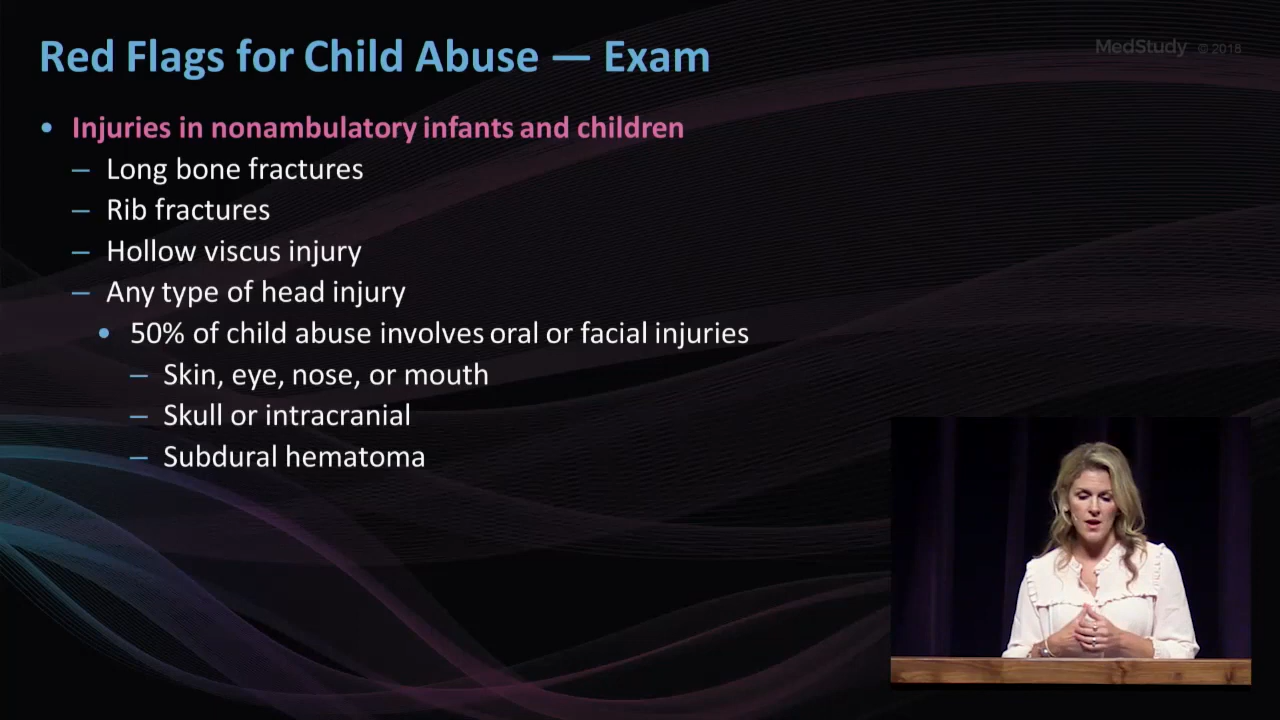 Red Flags for Child Abuse — Exam
MedStudy © 2018
• Injuries in nonambulatory infants and children
– Long bone fractures
– Rib fractures
– Hollow viscus injury
– Any type of head injury
• 50% of child abuse involves oral or facial injuries
– Skin, eye, nose, or mouth
– Skull or intracranial
– Subdural hematoma